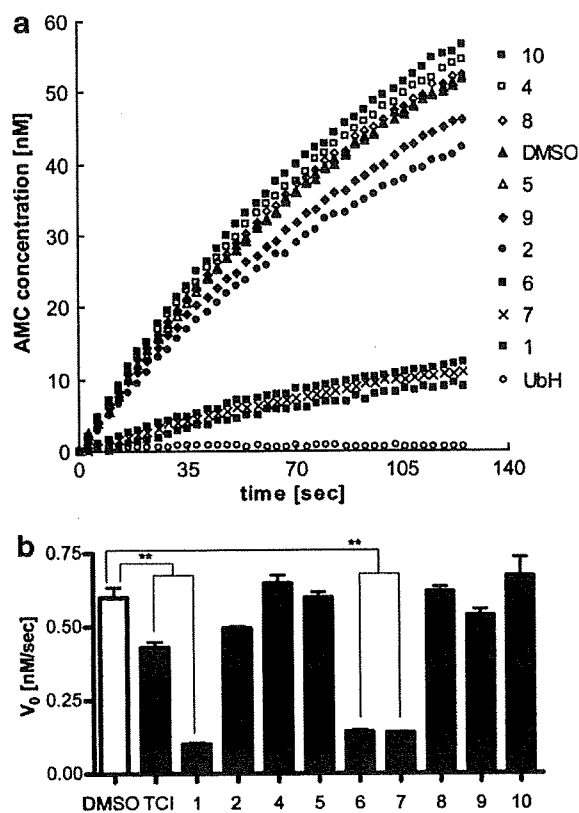 a
AMC concentration [nM]
60
50
40
30
20
10
0
0 35 70 105 140
time [sec]
10
4
8
DMSO
5
9
2
6
7
1
UbH
b
V₀ [nM/sec]
0.75
0.50
0.25
0.00
** **
DMSO TCI 1 2 4 5 6 7 8 9 10